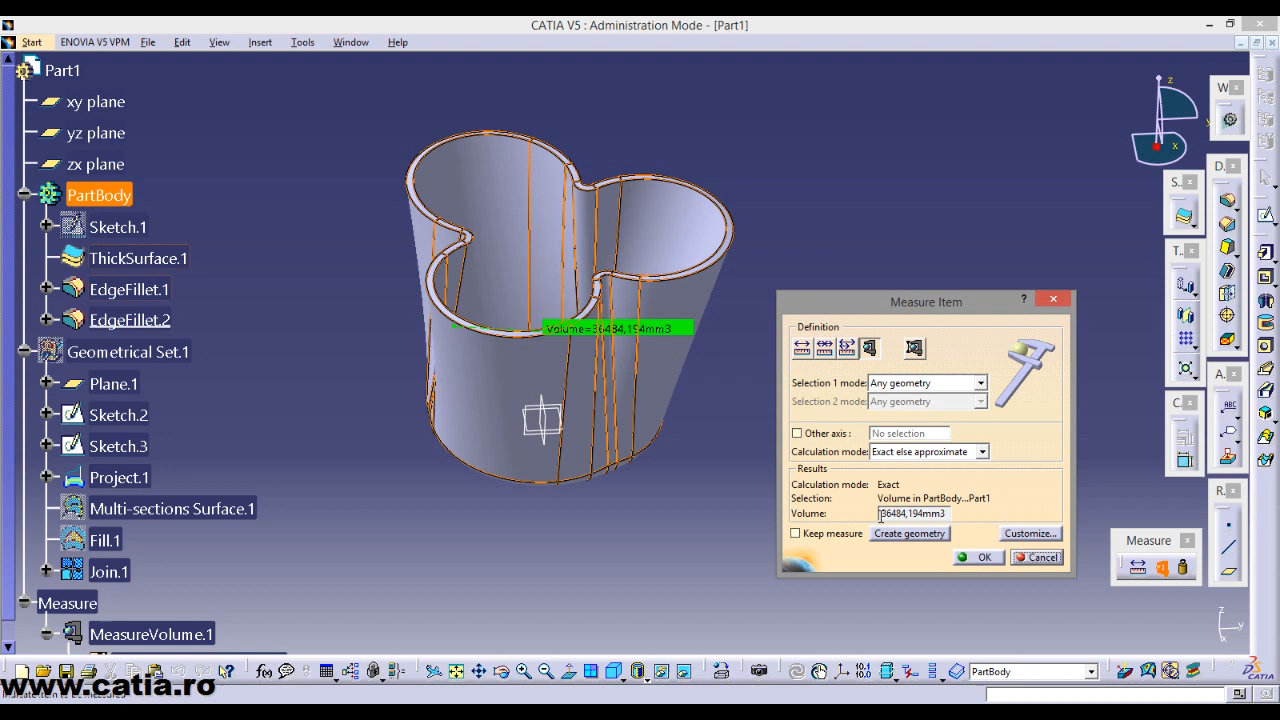 CATIA V5 : Administration Mode - [Part1]
Start ENOVIA V5 VPM File Edit View Insert Tools Window Help
Part1
xy plane
yz plane
zx plane
PartBody
Sketch.1
ThickSurface.1
EdgeFillet.1
EdgeFillet.2
Geometrical Set.1
Plane.1
Sketch.2
Sketch.3
Project.1
Multi-sections Surface.1
Fill.1
Join.1
Measure
MeasureVolume.1
Volume=36484,194mm3
z
y
x
W...
D...
S...
T...
A...
C...
R...
Measure Item
Definition
Selection 1 mode: Any geometry
Selection 2 mode: Any geometry
Other axis : No selection
Calculation mode: Exact else approximate
Results
Calculation mode: Exact
Selection: Volume in PartBody...Part1
Volume: 36484,194mm3
Keep measure Create geometry Customize...
OK Cancel
Measure
z
y
x
f(x)
10.1
10.0
PartBody
CATIA
www.catia.ro